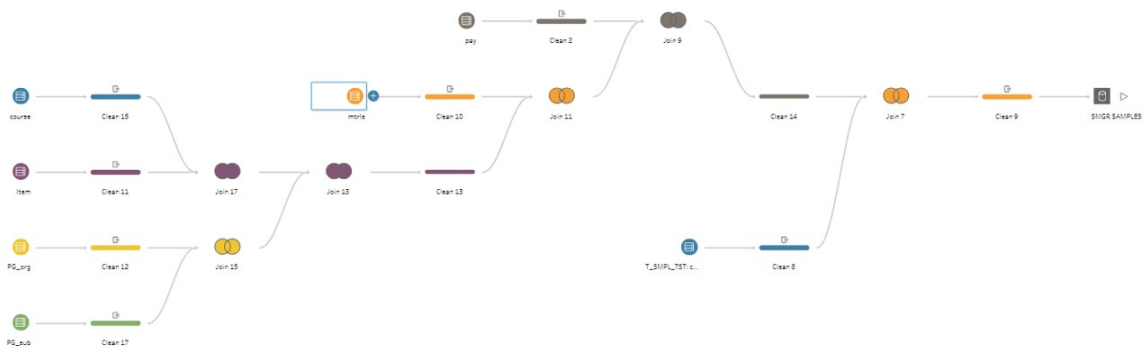 pay
Clean 2
Join 9
course
Clean 15
mtrls
Clean 10
Join 11
Clean 14
Join 7
Clean 9
SMGR.SAMPLES
Item
Clean 11
Join 17
Join 13
Clean 13
PG_org
Clean 12
Join 15
T_SMPL_TST: c...
Clean 8
PG_sub
Clean 17